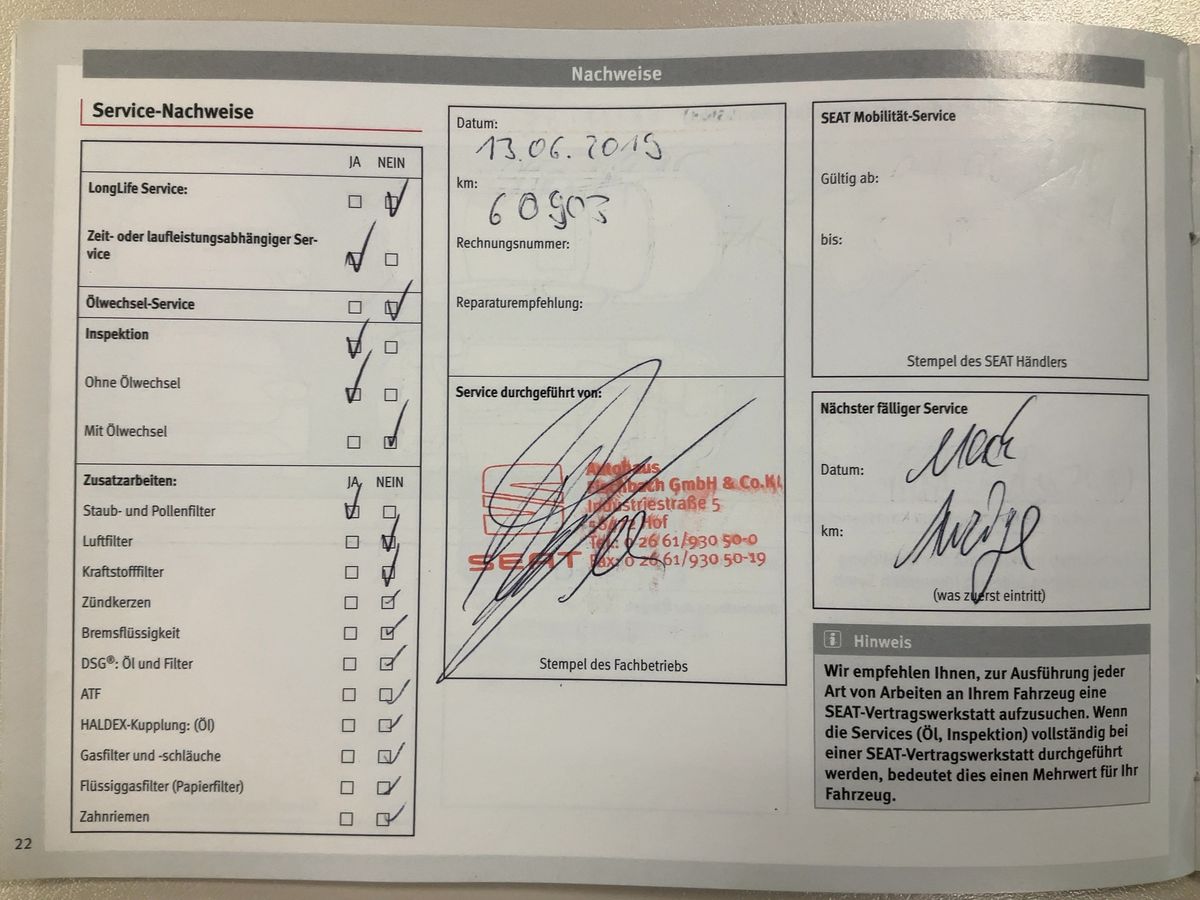 Nachweise
Service-Nachweise
JA NEIN
LongLife Service:
Zeit- oder laufleistungsabhängiger Ser-
vice
Ölwechsel-Service
Inspektion
Ohne Ölwechsel
Mit Ölwechsel
Zusatzarbeiten: JA NEIN
Staub- und Pollenfilter
Luftfilter
Kraftstofffilter
Zündkerzen
Bremsflüssigkeit
DSG®: Öl und Filter
ATF
HALDEX-Kupplung: (Öl)
Gasfilter und -schläuche
Flüssiggasfilter (Papierfilter)
Zahnriemen
22
Datum:
13.06.2019
km:
60903
Rechnungsnummer:
Reparaturempfehlung:
Service durchgeführt von:
Autohaus
GmbH & Co.KG
Industriestraße 5
Hof
Tel.: 0 26 61/930 50-0
SEAT Fax: 0 26 61/930 50-19
Stempel des Fachbetriebs
SEAT Mobilität-Service
Gültig ab:
bis:
Stempel des SEAT Händlers
Nächster fälliger Service
Datum: Nach
km: Anzeige
(was zuerst eintritt)
i Hinweis
Wir empfehlen Ihnen, zur Ausführung jeder
Art von Arbeiten an Ihrem Fahrzeug eine
SEAT-Vertragswerkstatt aufzusuchen. Wenn
die Services (Öl, Inspektion) vollständig bei
einer SEAT-Vertragswerkstatt durchgeführt
werden, bedeutet dies einen Mehrwert für Ihr
Fahrzeug.